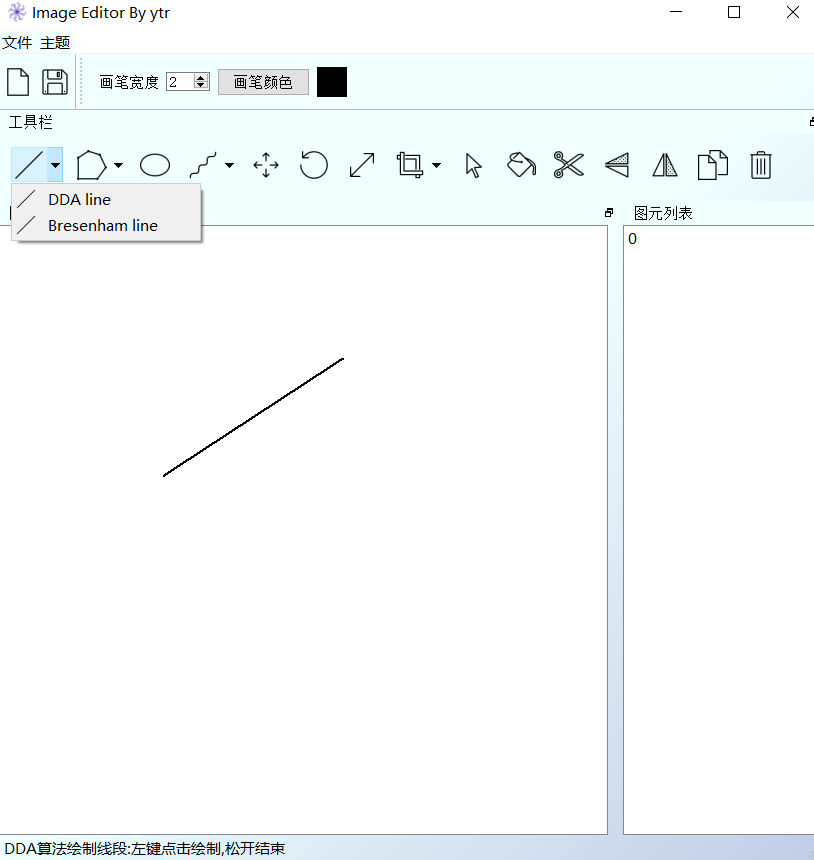 Image Editor By ytr
文件 主题
画笔宽度 2 画笔颜色
工具栏
DDA line
Bresenham line
图元列表
0
DDA算法绘制线段:左键点击绘制,松开结束